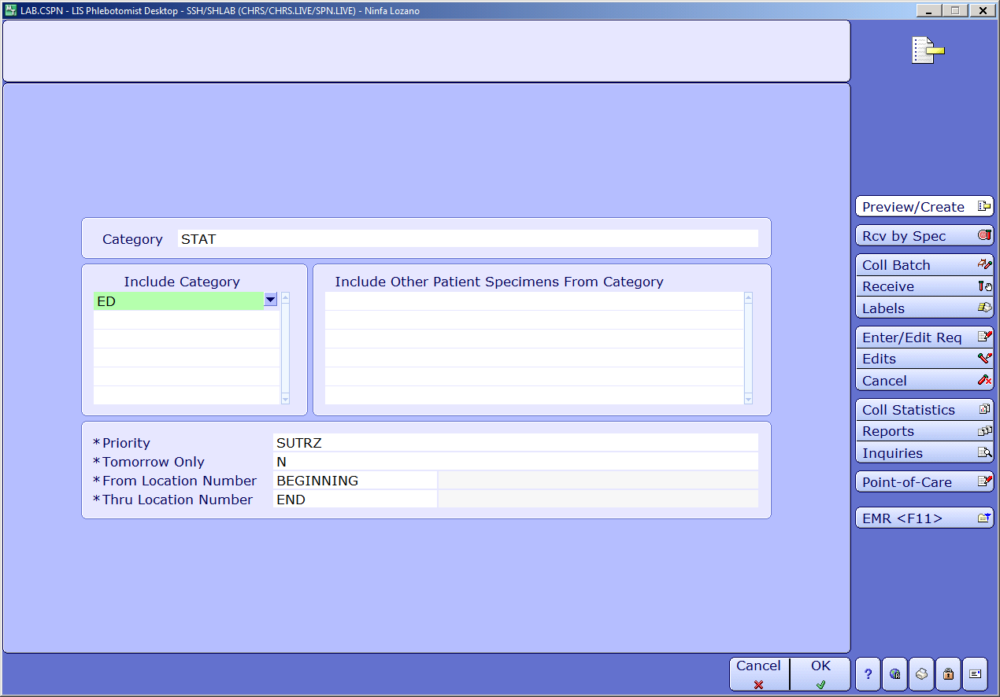 LAB.CSPN - LIS Phlebotomist Desktop - SSH/SHLAB (CHRS/CHRS.LIVE/SPN.LIVE) - Ninfa Lozano
Preview/Create
Rcv by Spec
Coll Batch
Receive
Labels
Enter/Edit Req
Edits
Cancel
Coll Statistics
Reports
Inquiries
Point-of-Care
EMR <F11>
Category STAT
Include Category
ED
Include Other Patient Specimens From Category
*Priority SUTRZ
*Tomorrow Only N
*From Location Number BEGINNING
*Thru Location Number END
Cancel OK
?